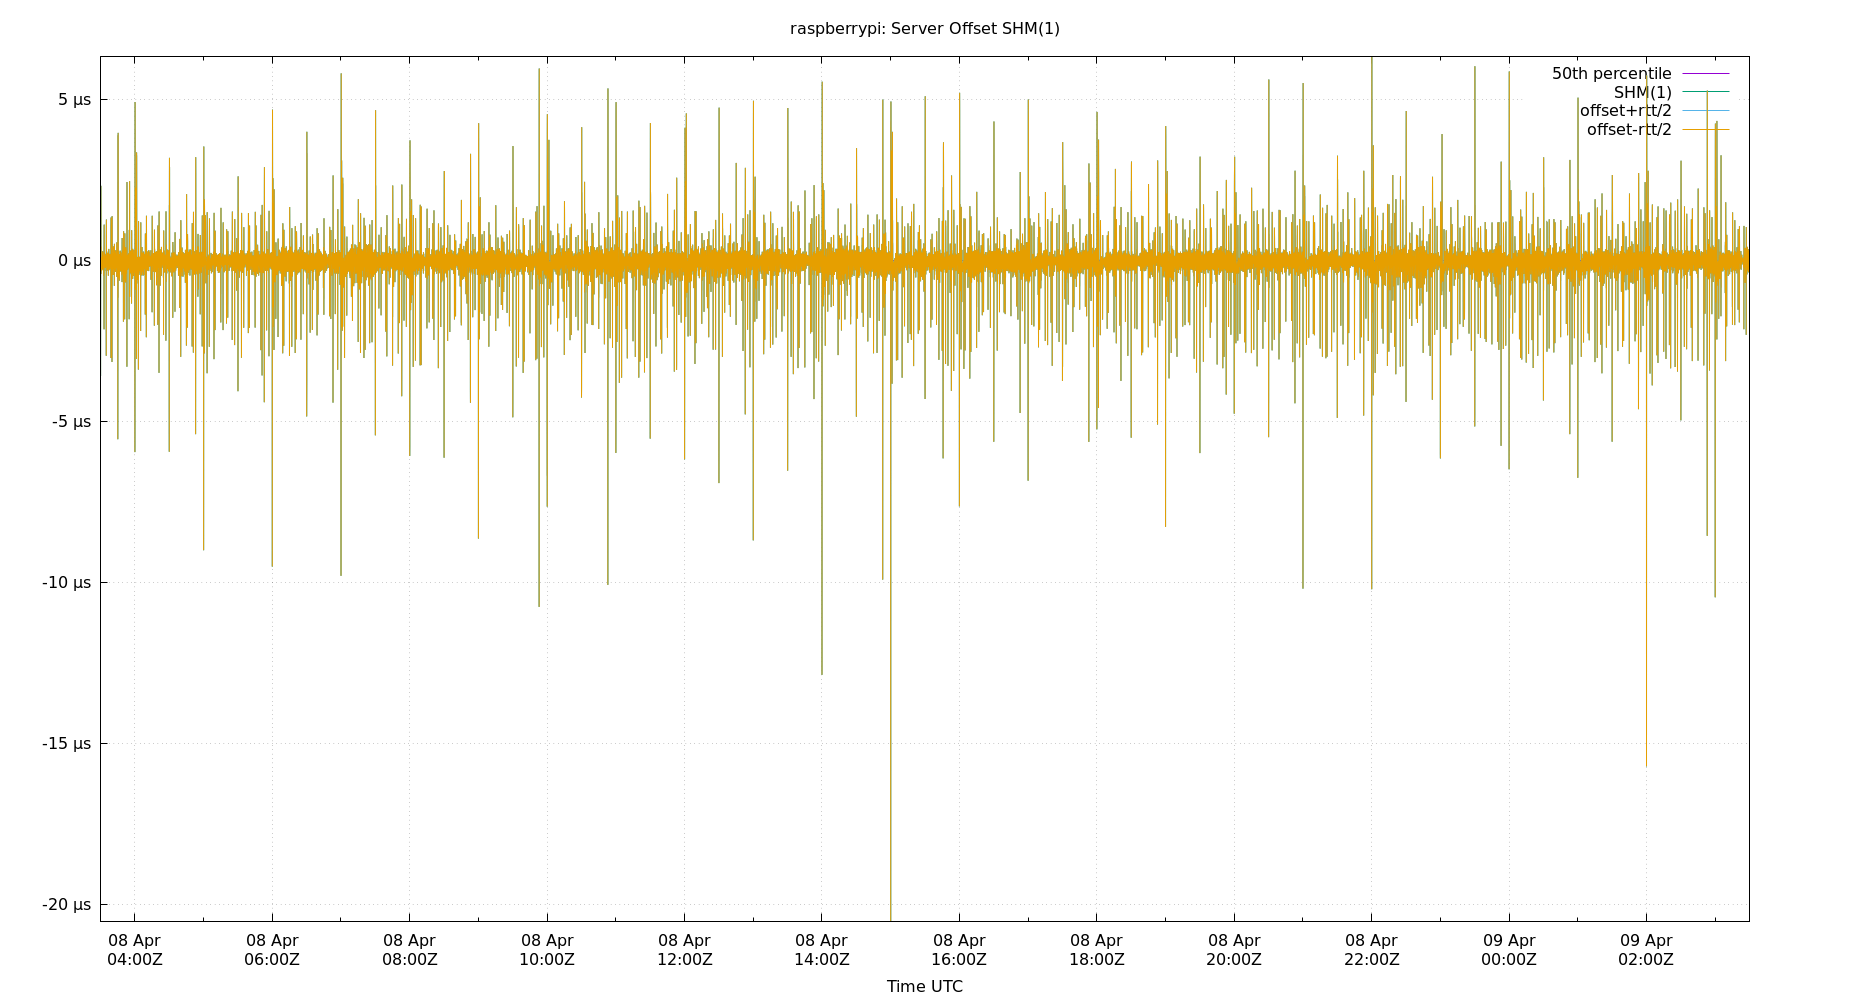 raspberrypi: Server Offset SHM(1)
50th percentile
SHM(1)
offset+rtt/2
offset-rtt/2
5 µs
0 µs
-5 µs
-10 µs
-15 µs
-20 µs
08 Apr 08 Apr 08 Apr 08 Apr 08 Apr 08 Apr 08 Apr 08 Apr 08 Apr 08 Apr 09 Apr 09 Apr
04:00Z 06:00Z 08:00Z 10:00Z 12:00Z 14:00Z 16:00Z 18:00Z 20:00Z 22:00Z 00:00Z 02:00Z
Time UTC